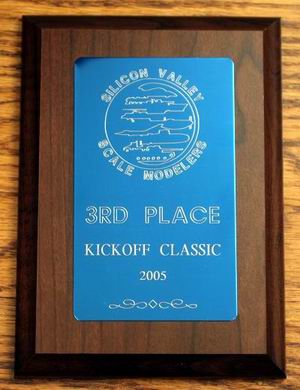 SILICON VALLEY
SCALE MODELERS
3RD PLACE
KICKOFF CLASSIC
2005